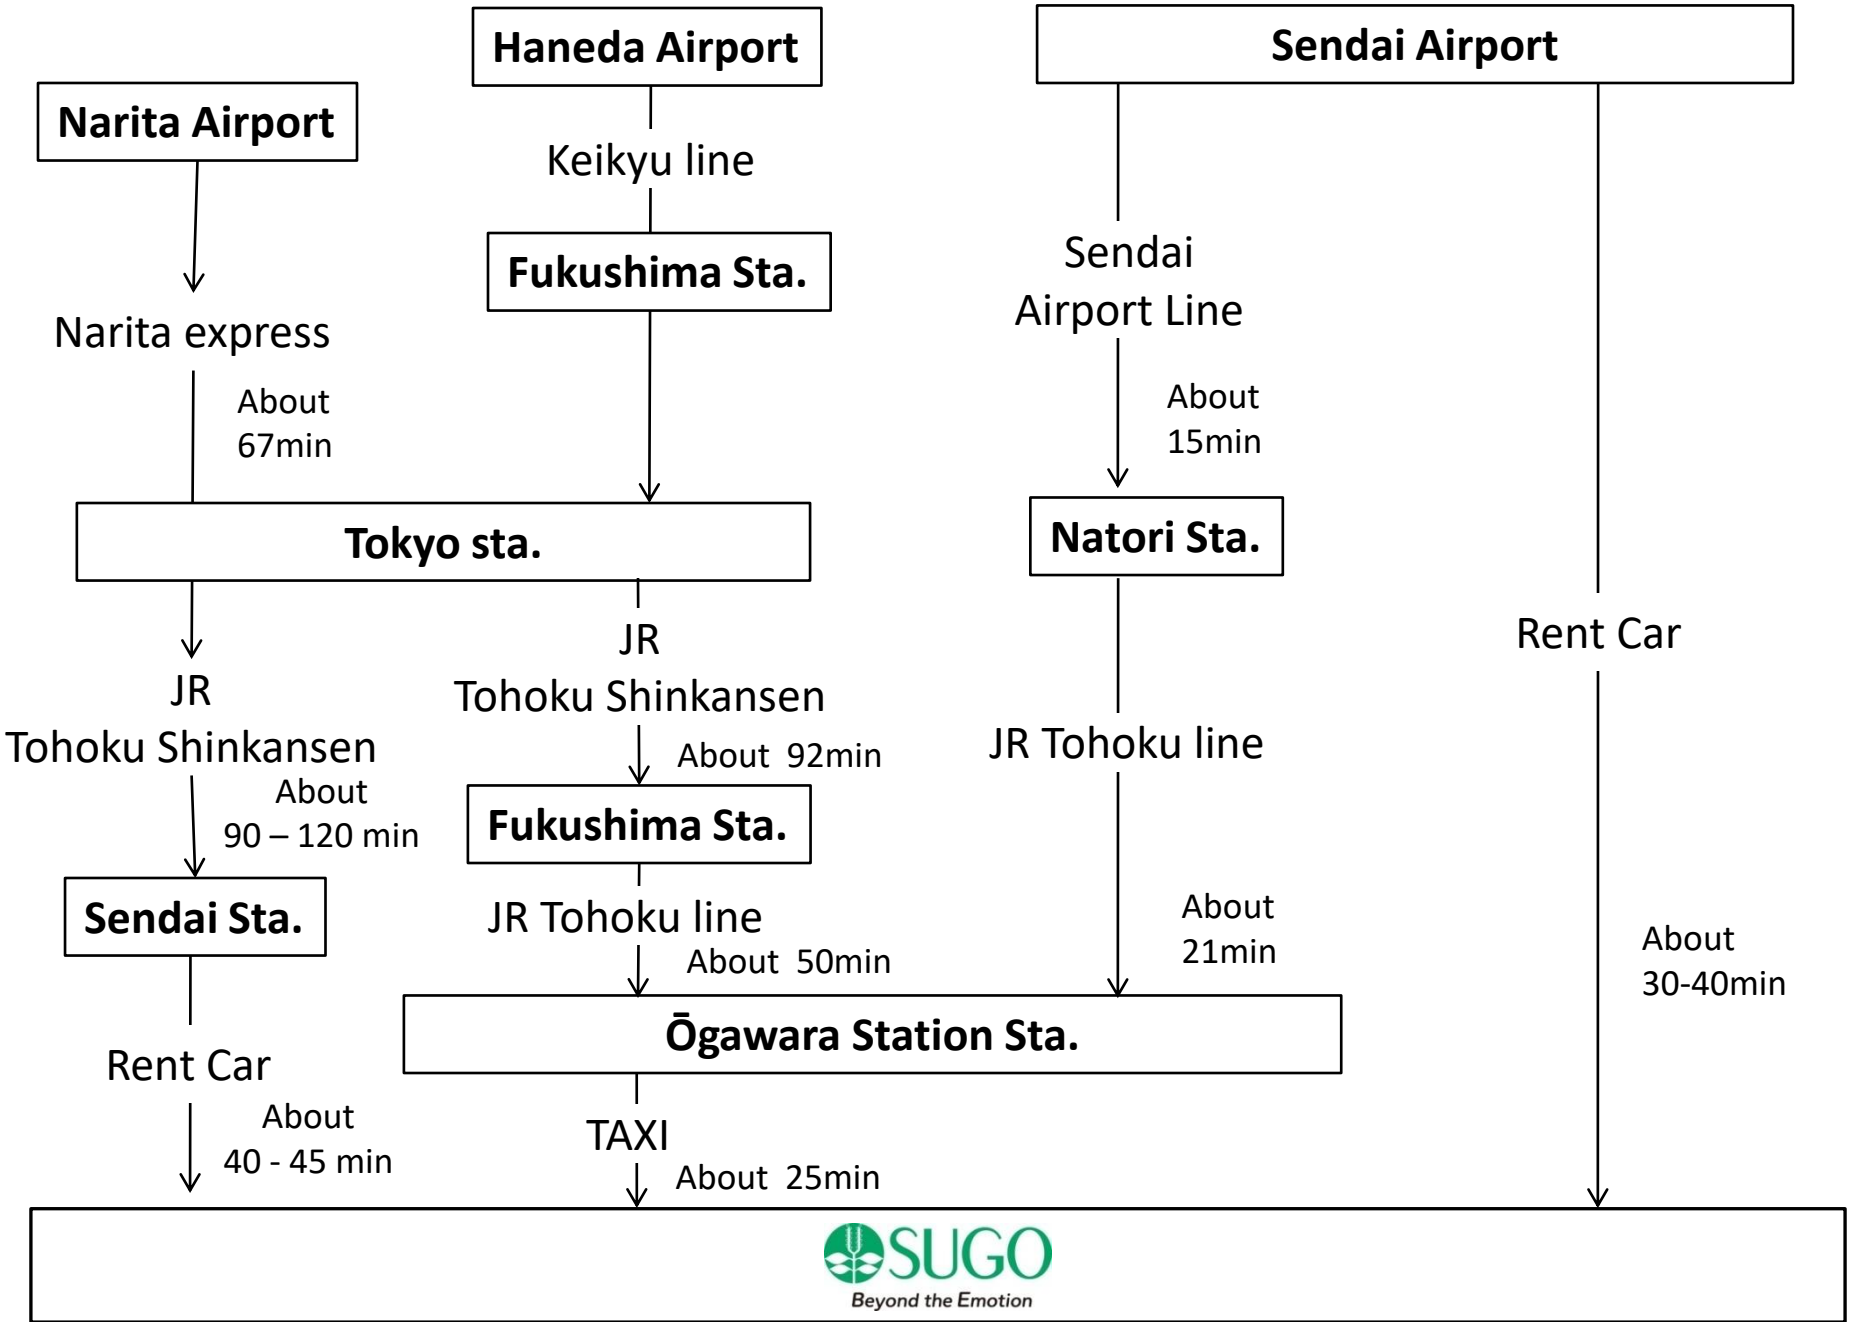 Haneda Airport
Sendai Airport
Narita Airport
Keikyu line
Fukushima Sta.
Sendai
Airport Line
Narita express
About
67min
About
15min
Tokyo sta.
Natori Sta.
JR
Tohoku Shinkansen
About
90 – 120 min
JR
Tohoku Shinkansen
About 92min
JR Tohoku line
Rent Car
Fukushima Sta.
Sendai Sta.
JR Tohoku line
About 50min
About
21min
About
30-40min
Ōgawara Station Sta.
Rent Car
About
40 - 45 min
TAXI
About 25min
SUGO
Beyond the Emotion